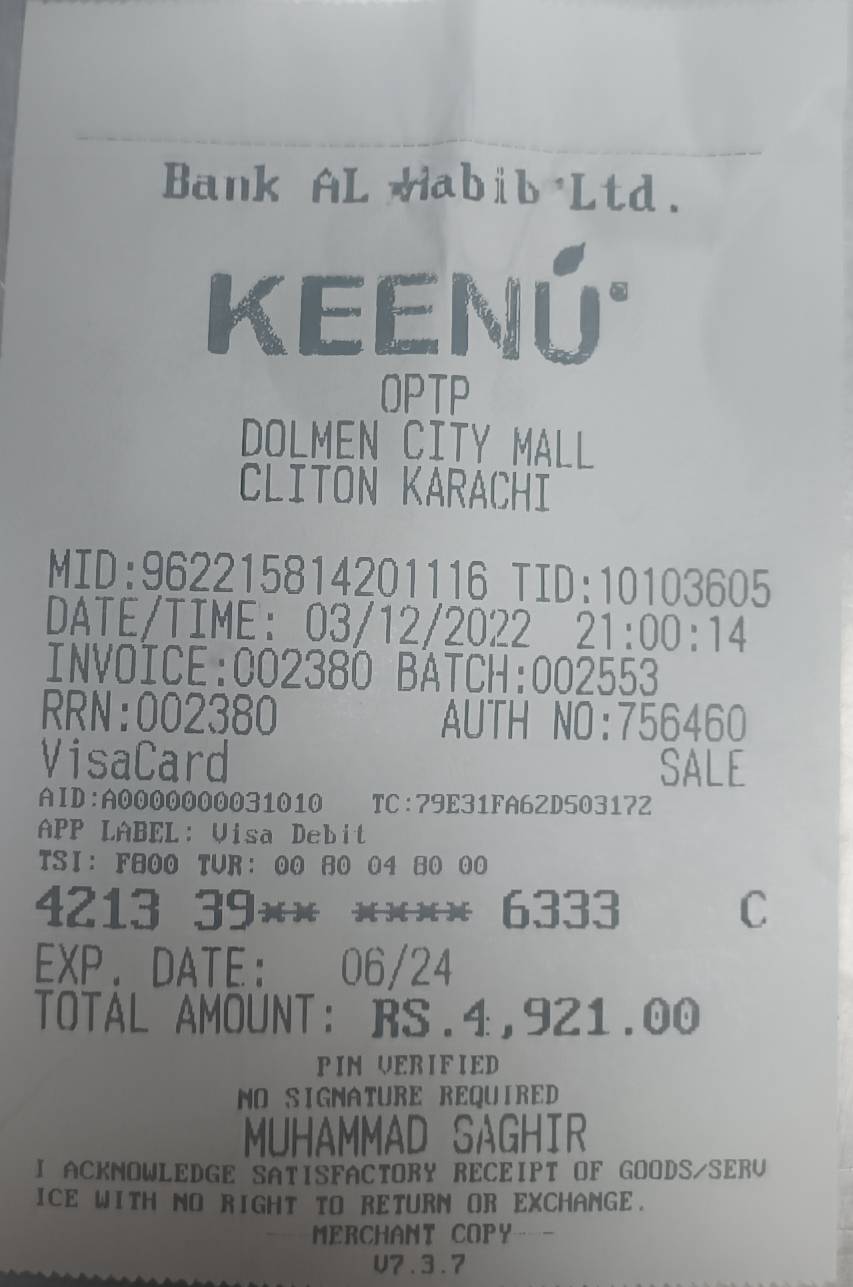 Bank AL Habib Ltd.
KEENU
OPTP
DOLMEN CITY MALL
CLITON KARACHI
MID:962215814201116 TID:10103605
DATE/TIME: 03/12/2022 21:00:14
INVOICE:002380 BATCH:002553
RRN:002380 AUTH NO:756460
VisaCard SALE
AID:A0000000031010 TC:79E31FA62D503172
APP LABEL: Visa Debit
TSI: F800 TVR: 00 80 04 80 00
4213 39** **** 6333 C
EXP. DATE: 06/24
TOTAL AMOUNT: RS.4,921.00
PIN VERIFIED
NO SIGNATURE REQUIRED
MUHAMMAD SAGHIR
I ACKNOWLEDGE SATISFACTORY RECEIPT OF GOODS/SERV
ICE WITH NO RIGHT TO RETURN OR EXCHANGE.
MERCHANT COPY
V7.3.7